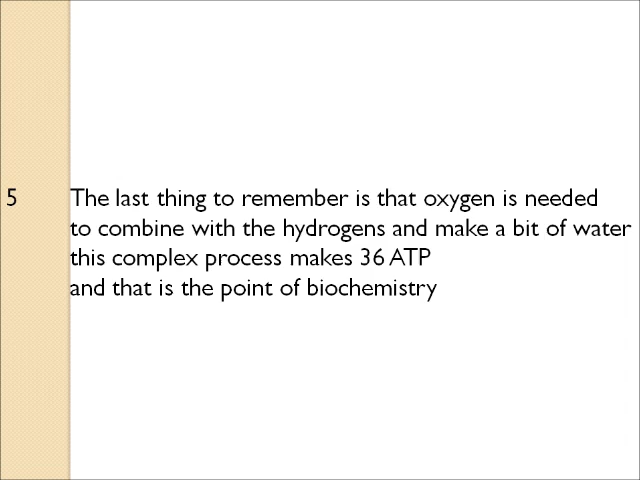 5 The last thing to remember is that oxygen is needed
to combine with the hydrogens and make a bit of water
this complex process makes 36 ATP
and that is the point of biochemistry